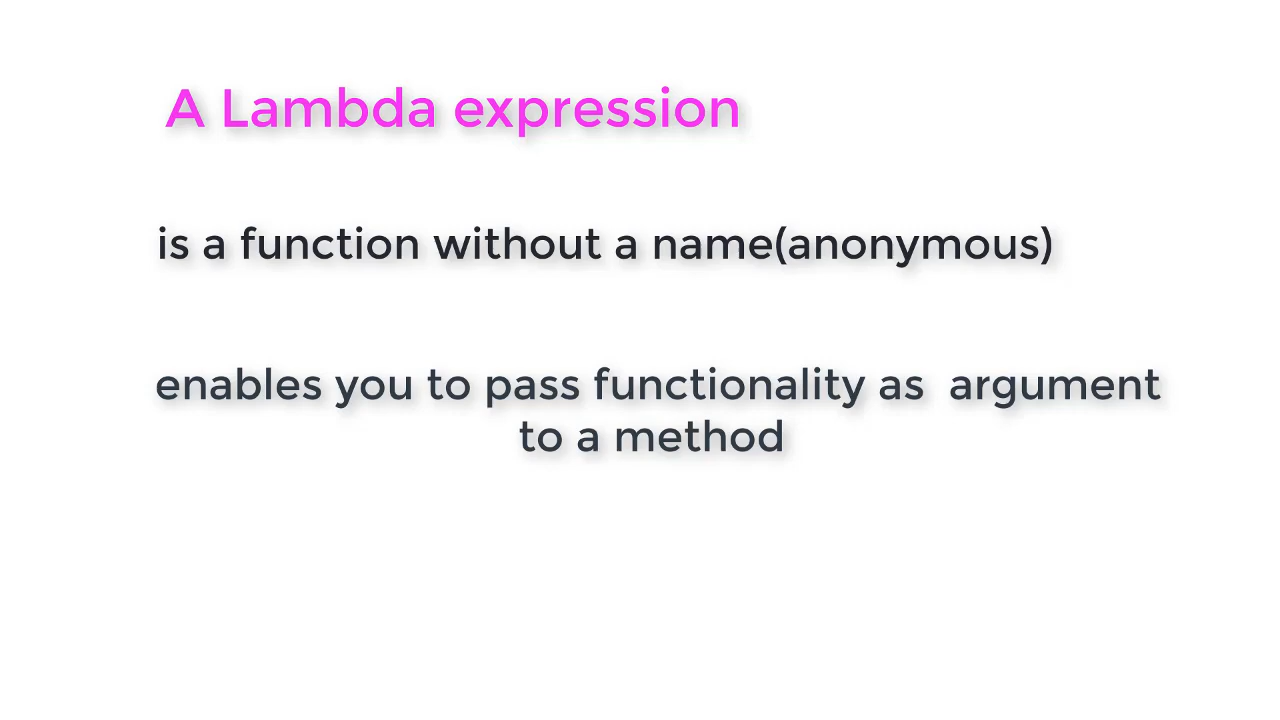 A Lambda expression
is a function without a name(anonymous)
enables you to pass functionality as  argument
to a method